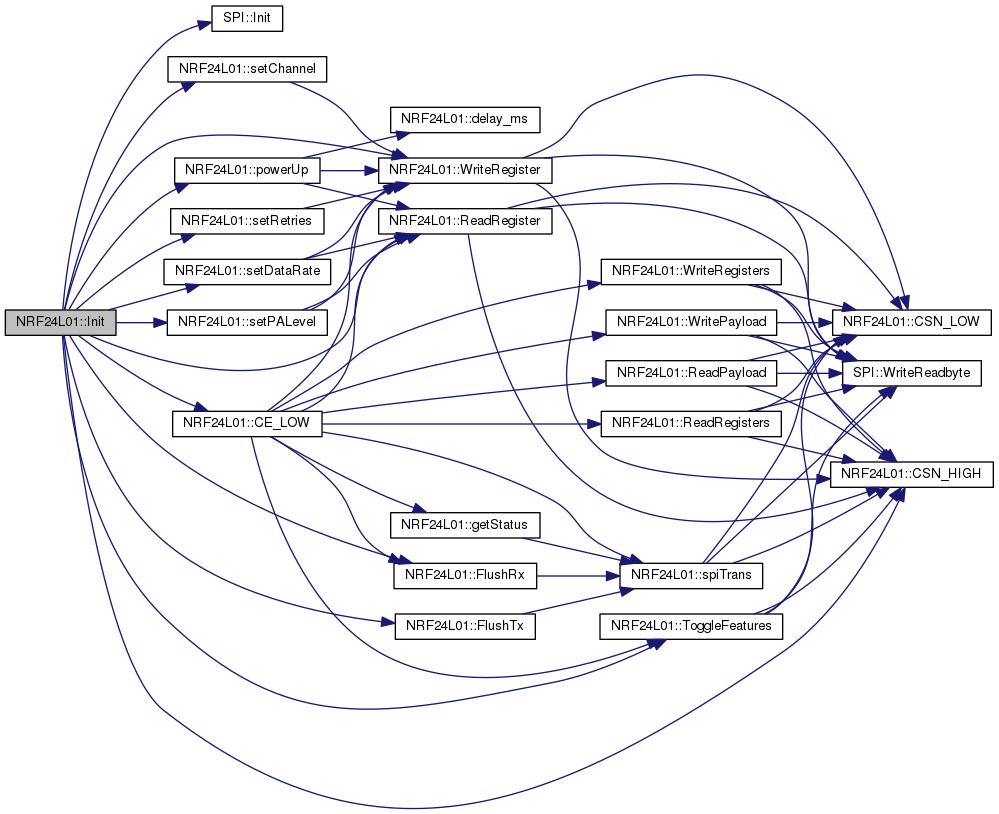 SPI::Init
NRF24L01::setChannel
NRF24L01::delay_ms
NRF24L01::powerUp
NRF24L01::WriteRegister
NRF24L01::setRetries
NRF24L01::ReadRegister
NRF24L01::setDataRate
NRF24L01::WriteRegisters
NRF24L01::Init
NRF24L01::setPALevel
NRF24L01::WritePayload
NRF24L01::CSN_LOW
NRF24L01::ReadPayload
SPI::WriteReadbyte
NRF24L01::CE_LOW
NRF24L01::ReadRegisters
NRF24L01::CSN_HIGH
NRF24L01::getStatus
NRF24L01::FlushRx
NRF24L01::spiTrans
NRF24L01::FlushTx
NRF24L01::ToggleFeatures